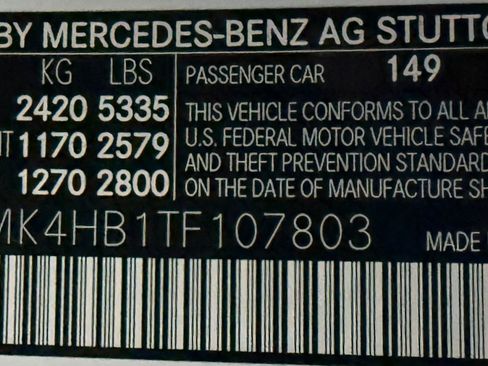 BY MERCEDES-BENZ AG STUTTG
KG LBS
PASSENGER CAR 149
2420 5335
1170 2579
1270 2800
THIS VEHICLE CONFORMS TO ALL A
U.S. FEDERAL MOTOR VEHICLE SAFE
AND THEFT PREVENTION STANDARD
ON THE DATE OF MANUFACTURE SH
MK4HB1TF107803
MADE